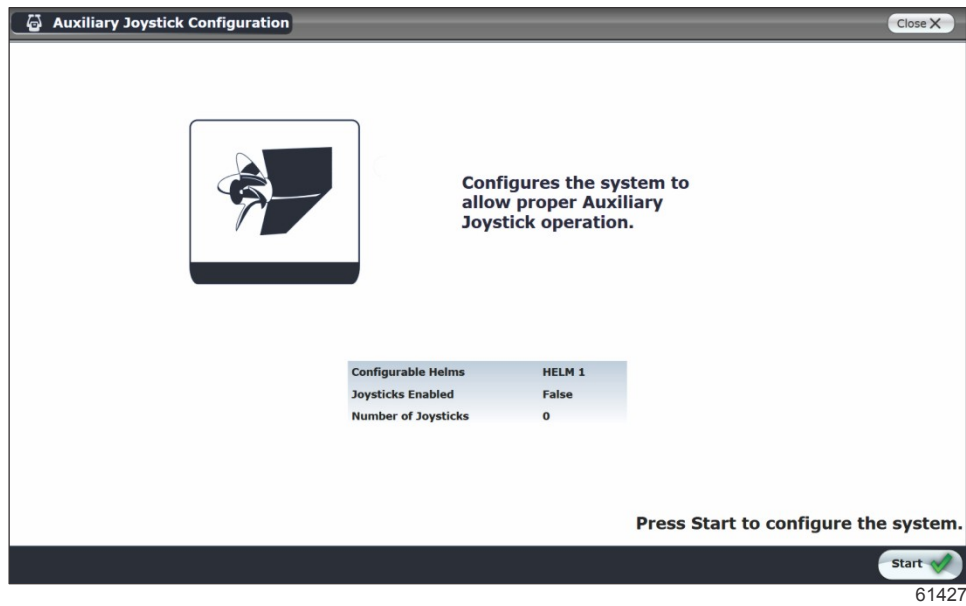 Auxiliary Joystick Configuration
Close X
Configures the system to
allow proper Auxiliary
Joystick operation.
Configurable Helms HELM 1
Joysticks Enabled False
Number of Joysticks 0
Press Start to configure the system.
Start
61427